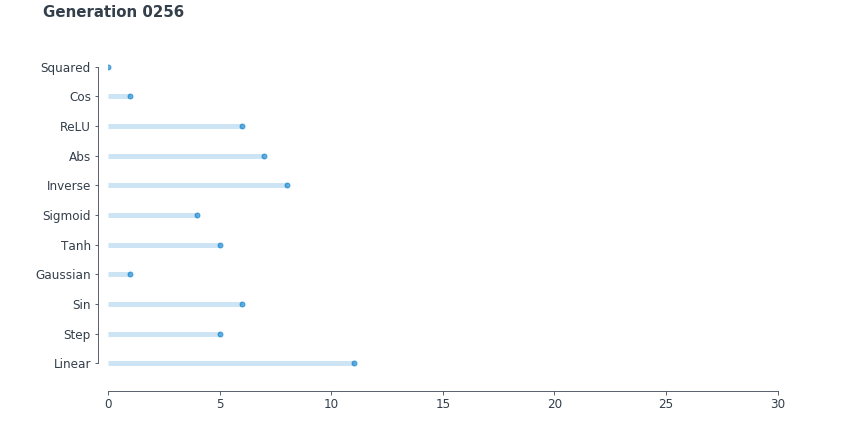 Generation 0256
Squared
Cos
ReLU
Abs
Inverse
Sigmoid
Tanh
Gaussian
Sin
Step
Linear
0 5 10 15 20 25 30